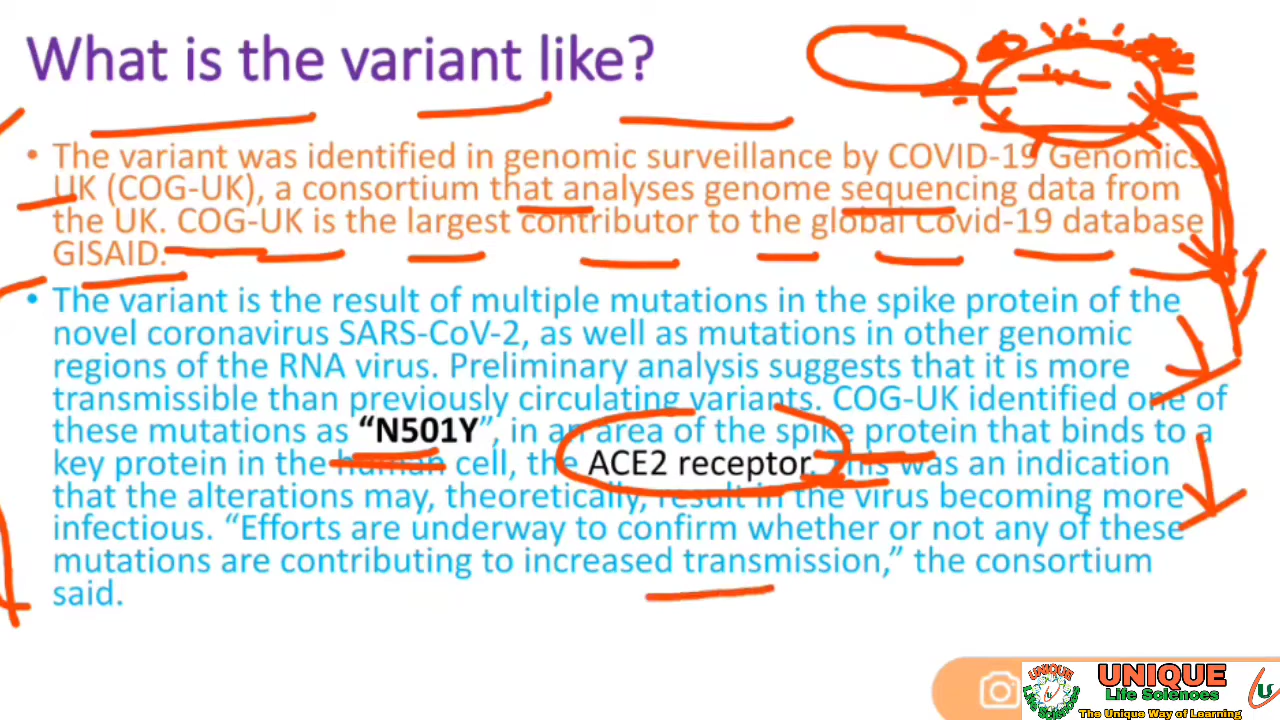 What is the variant like?
• The variant was identified in genomic surveillance by COVID-19 Genomics
UK (COG-UK), a consortium that analyses genome sequencing data from
the UK. COG-UK is the largest contributor to the global Covid-19 database
GISAID.
• The variant is the result of multiple mutations in the spike protein of the
novel coronavirus SARS-CoV-2, as well as mutations in other genomic
regions of the RNA virus. Preliminary analysis suggests that it is more
transmissible than previously circulating variants. COG-UK identified one of
these mutations as “N501Y”, in an area of the spike protein that binds to a
key protein in the human cell, the ACE2 receptor. This was an indication
that the alterations may, theoretically, result in the virus becoming more
infectious. “Efforts are underway to confirm whether or not any of these
mutations are contributing to increased transmission,” the consortium
said.
UNIQUE
Life Sciences
UNIQUE
Life Sciences
The Unique Way of Learning